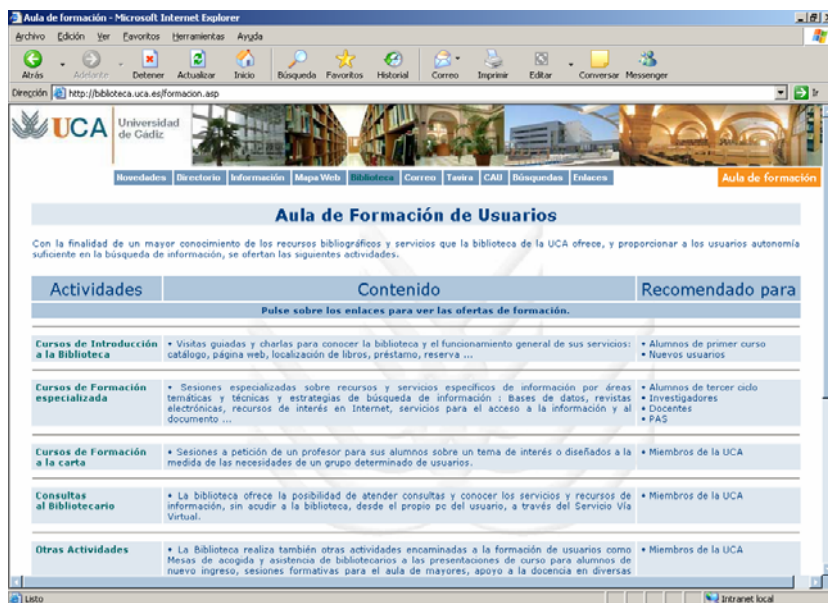 Aula de formación - Microsoft Internet Explorer
Archivo Edición Ver Favoritos Herramientas Ayuda
Atrás Adelante Detener Actualizar Inicio Búsqueda Favoritos Historial Correo Imprimir Editar Conversar Messenger
Dirección http://biblioteca.uca.es/formacion.asp Ir
UCA Universidad
de Cádiz
Novedades Directorio Información Mapa Web Biblioteca Correo Tavira CAU Búsquedas Enlaces Aula de formación
Aula de Formación de Usuarios
Con la finalidad de un mayor conocimiento de los recursos bibliográficos y servicios que la biblioteca de la UCA ofrece, y proporcionar a los usuarios autonomía
suficiente en la búsqueda de información, se ofertan las siguientes actividades.
Actividades Contenido Recomendado para
Pulse sobre los enlaces para ver las ofertas de formación.
Cursos de Introducción
a la Biblioteca
• Visitas guiadas y charlas para conocer la biblioteca y el funcionamiento general de sus servicios:
catálogo, página web, localización de libros, préstamo, reserva ...
• Alumnos de primer curso
• Nuevos usuarios
Cursos de Formación
especializada
• Sesiones especializadas sobre recursos y servicios específicos de información por áreas
temáticas y técnicas y estrategias de búsqueda de información : Bases de datos, revistas
electrónicas, recursos de interés en Internet, servicios para el acceso a la información y al
documento ...
• Alumnos de tercer ciclo
• Investigadores
• Docentes
• PAS
Cursos de Formación
a la carta
• Sesiones a petición de un profesor para sus alumnos sobre un tema de interés o diseñados a la
medida de las necesidades de un grupo determinado de usuarios.
• Miembros de la UCA
Consultas
al Bibliotecario
• La biblioteca ofrece la posibilidad de atender consultas y conocer los servicios y recursos de
información, sin acudir a la biblioteca, desde el propio pc del usuario, a través del Servicio Vía
Virtual.
• Miembros de la UCA
Otras Actividades
• La Biblioteca realiza también otras actividades encaminadas a la formación de usuarios como
Mesas de acogida y asistencia de bibliotecarios a las presentaciones de curso para alumnos de
nuevo ingreso, sesiones formativas para el aula de mayores, apoyo a la docencia en diversas
• Miembros de la UCA
Listo Intranet local